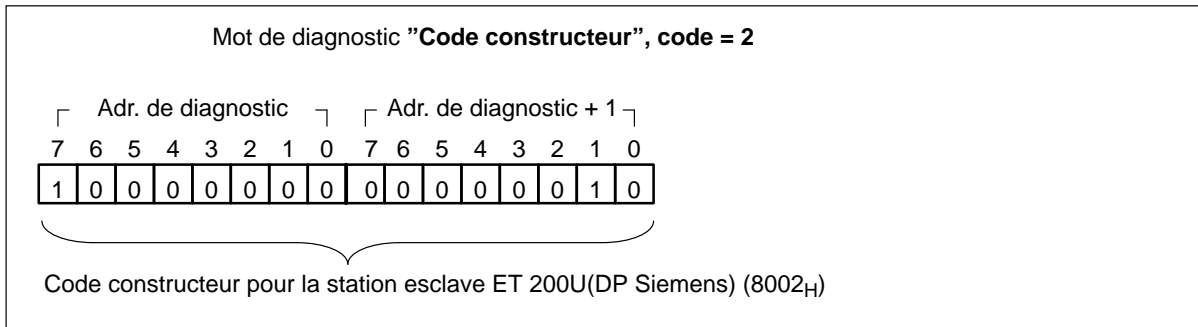 Mot de diagnostic ”Code constructeur”, code = 2
Adr. de diagnostic Adr. de diagnostic + 1
7 6 5 4 3 2 1 0 7 6 5 4 3 2 1 0
1 0 0 0 0 0 0 0 0 0 0 0 0 0 1 0
Code constructeur pour la station esclave ET 200U(DP Siemens) (8002H)